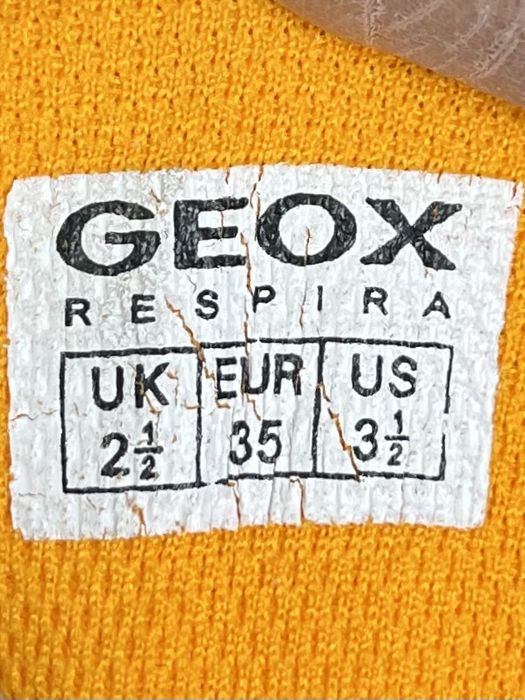 GEOX
RESPIRA
UK EUR US
2½ 35 3½